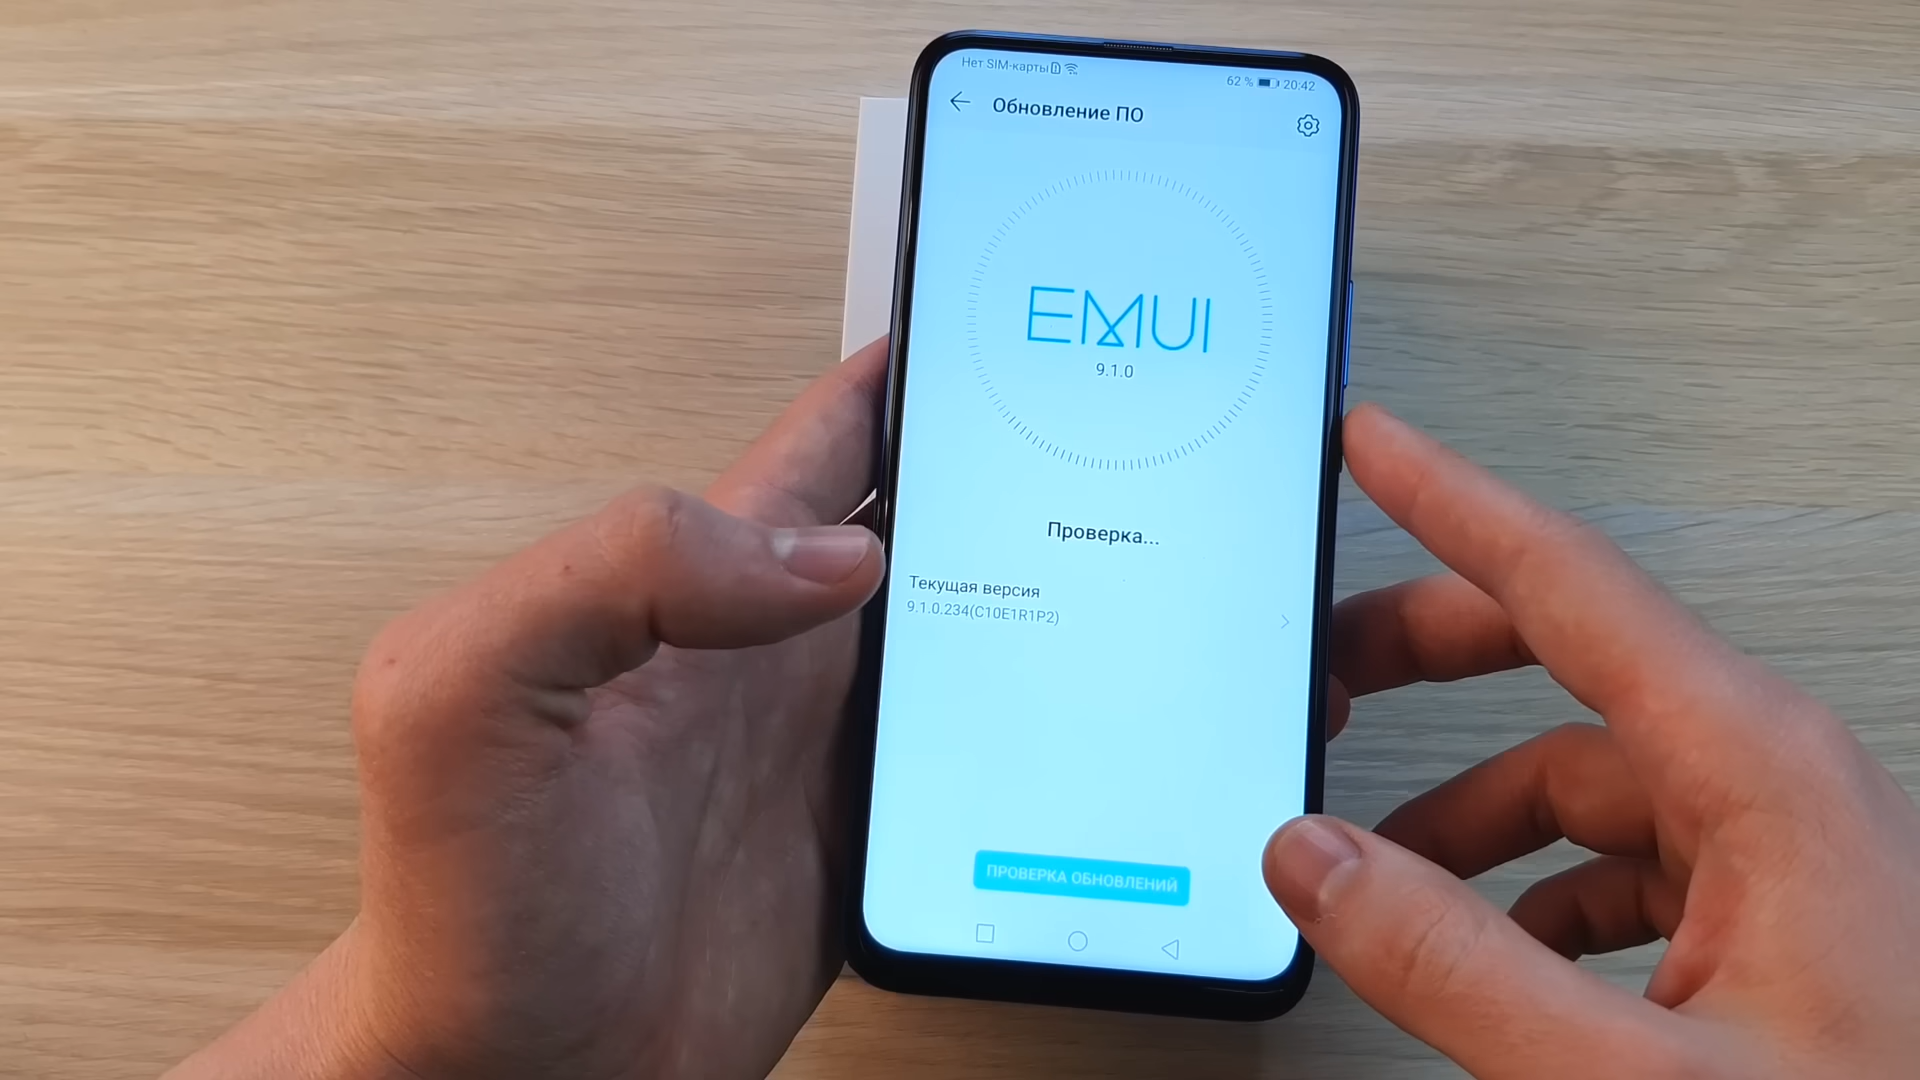 Нет SIM-карты
62 % 20:42
Обновление ПО
EMUI
9.1.0
Проверка...
Текущая версия
9.1.0.234(C10E1R1P2)
ПРОВЕРКА ОБНОВЛЕНИЙ